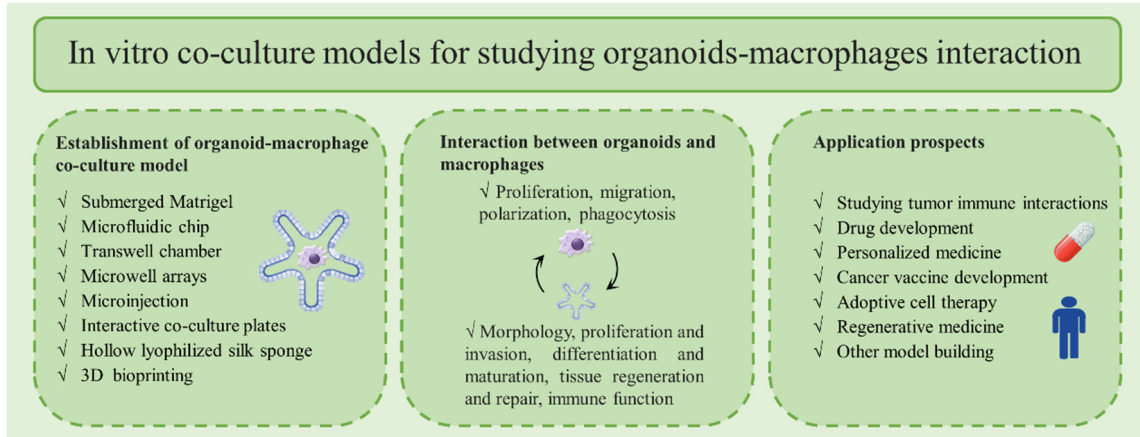 In vitro co-culture models for studying organoids-macrophages interaction
Establishment of organoid-macrophage
co-culture model
√ Submerged Matrigel
√ Microfluidic chip
√ Transwell chamber
√ Microwell arrays
√ Microinjection
√ Interactive co-culture plates
√ Hollow lyophilized silk sponge
√ 3D bioprinting
Interaction between organoids and
macrophages
√ Proliferation, migration,
polarization, phagocytosis
√ Morphology, proliferation and
invasion, differentiation and
maturation, tissue regeneration
and repair, immune function
Application prospects
√ Studying tumor immune interactions
√ Drug development
√ Personalized medicine
√ Cancer vaccine development
√ Adoptive cell therapy
√ Regenerative medicine
√ Other model building